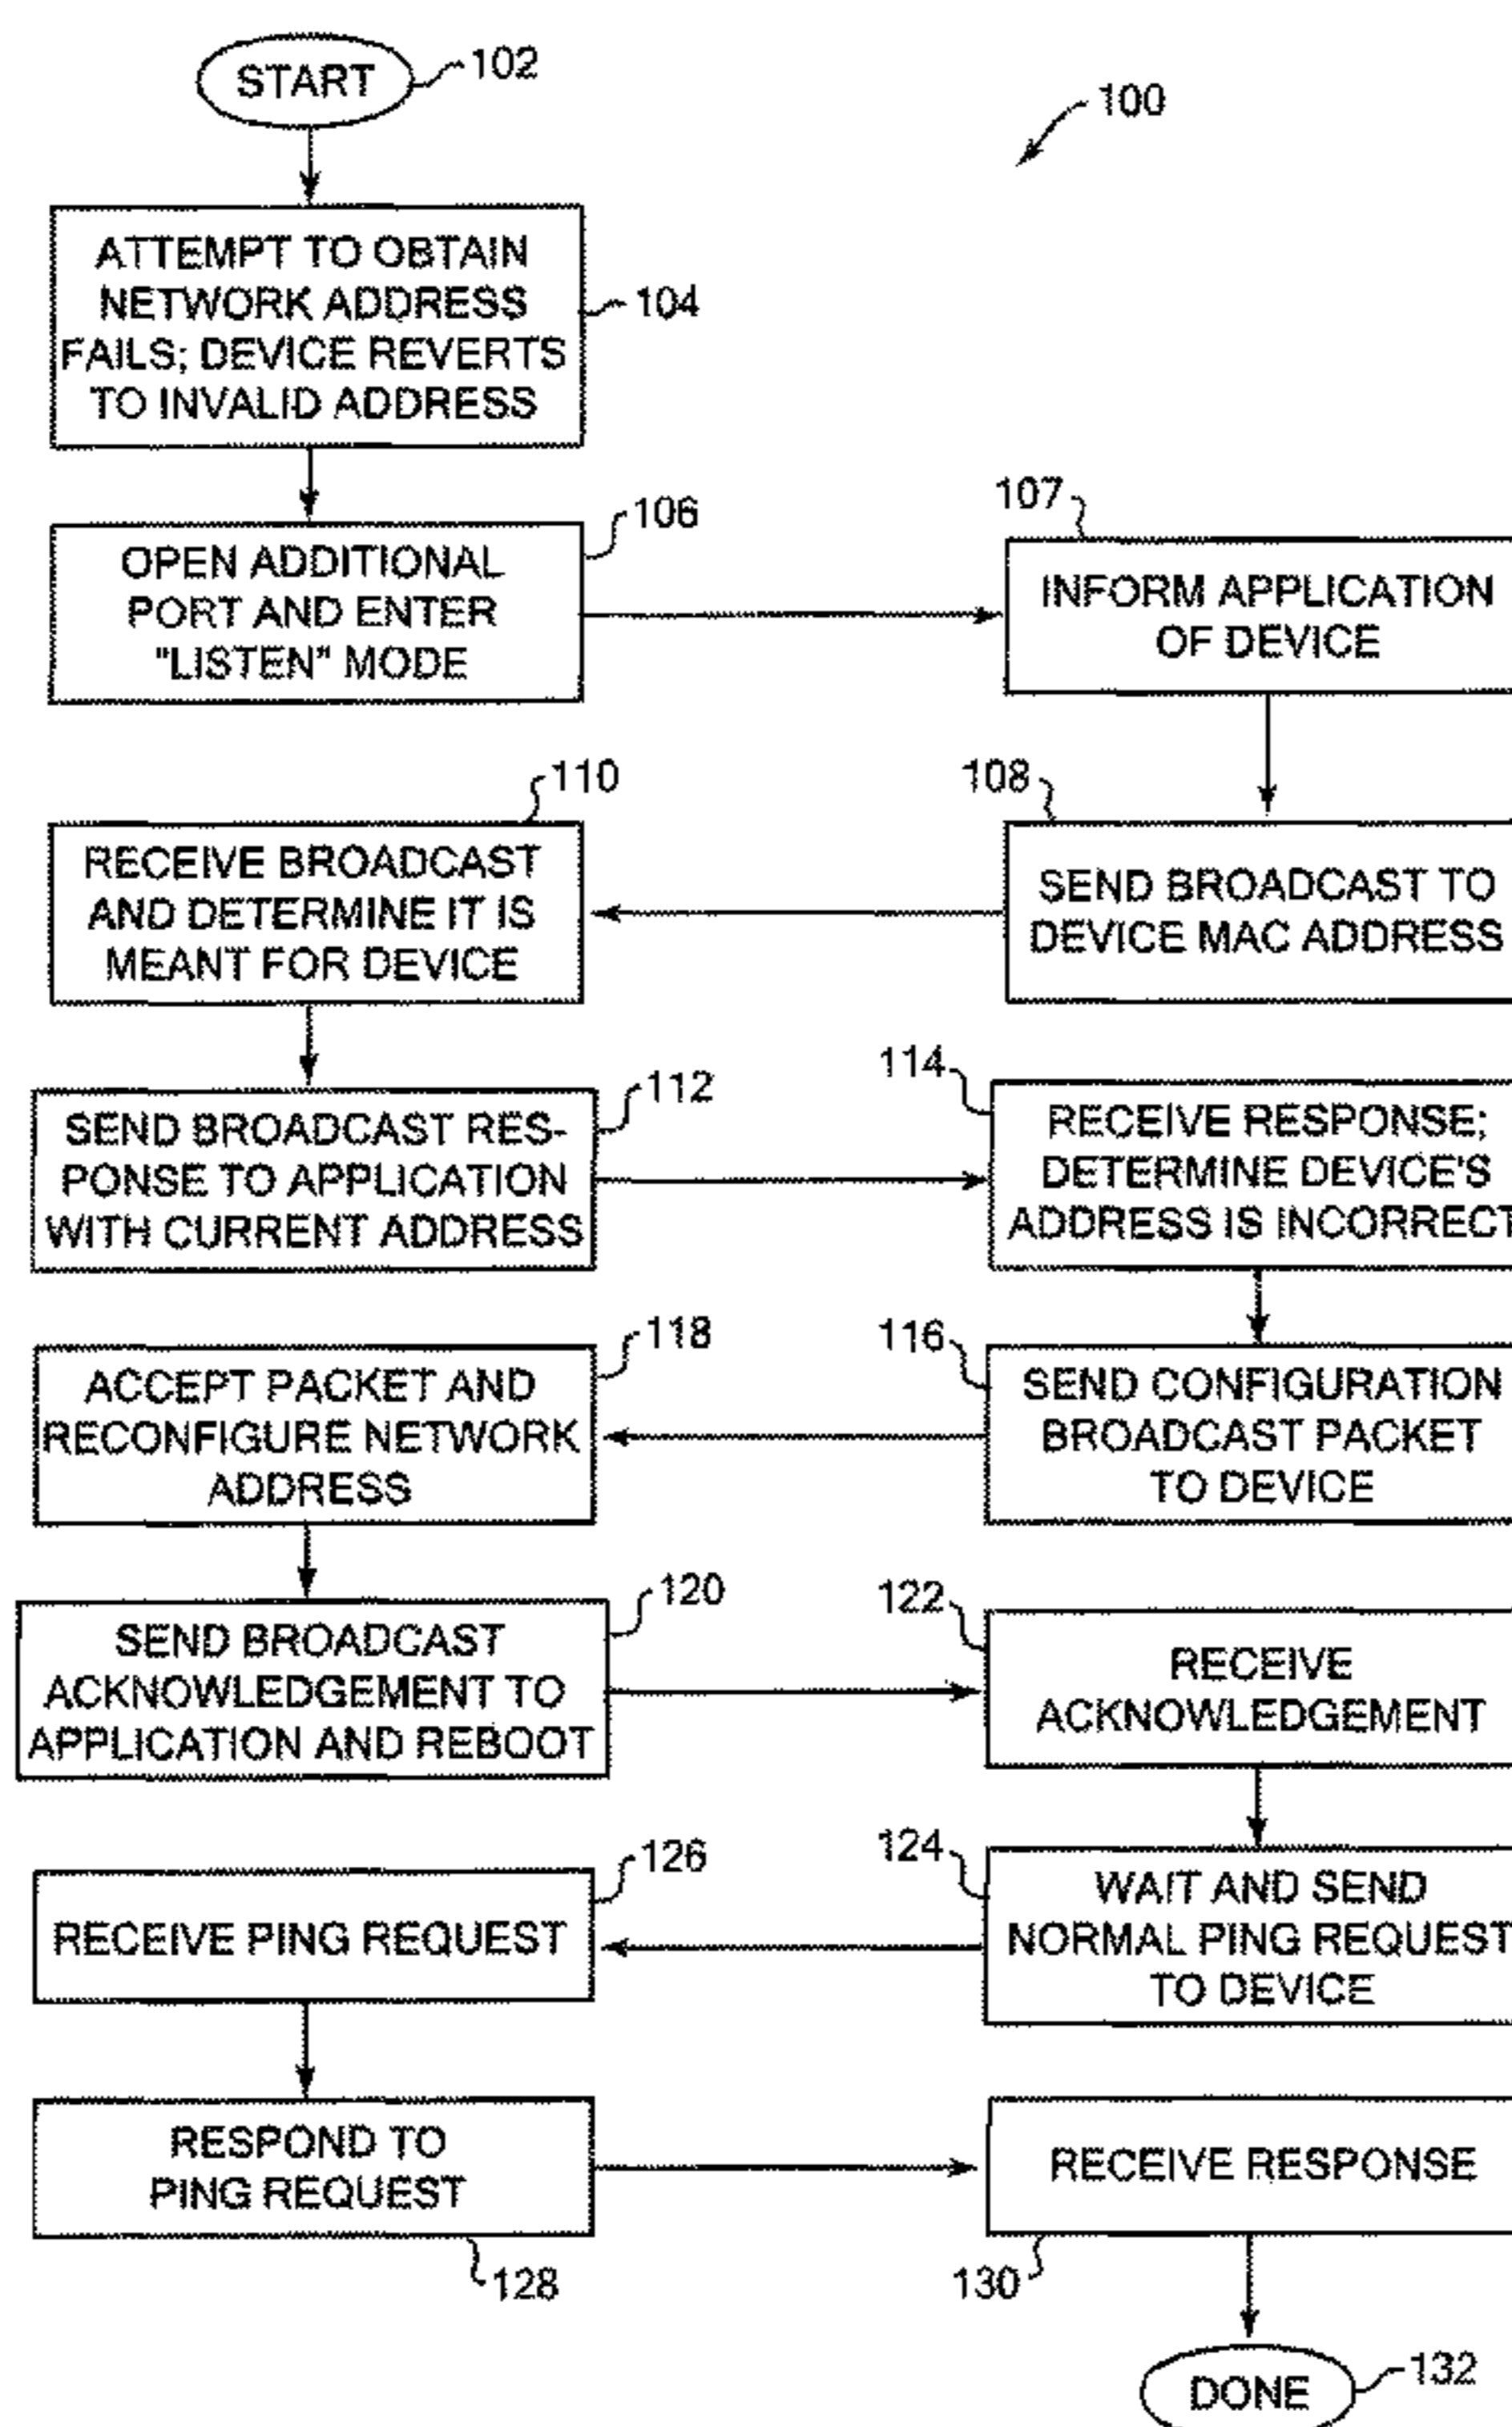 START
102
100
ATTEMPT TO OBTAIN
NETWORK ADDRESS
FAILS; DEVICE REVERTS
TO INVALID ADDRESS
104
106
OPEN ADDITIONAL
PORT AND ENTER
"LISTEN" MODE
107
INFORM APPLICATION
OF DEVICE
110
RECEIVE BROADCAST
AND DETERMINE IT IS
MEANT FOR DEVICE
108
SEND BROADCAST TO
DEVICE MAC ADDRESS
112
SEND BROADCAST RES-
PONSE TO APPLICATION
WITH CURRENT ADDRESS
114
RECEIVE RESPONSE;
DETERMINE DEVICE'S
ADDRESS IS INCORRECT
118
ACCEPT PACKET AND
RECONFIGURE NETWORK
ADDRESS
116
SEND CONFIGURATION
BROADCAST PACKET
TO DEVICE
120
SEND BROADCAST
ACKNOWLEDGEMENT TO
APPLICATION AND REBOOT
122
RECEIVE
ACKNOWLEDGEMENT
126
RECEIVE PING REQUEST
124
WAIT AND SEND
NORMAL PING REQUEST
TO DEVICE
RESPOND TO
PING REQUEST
128
RECEIVE RESPONSE
130
DONE
132